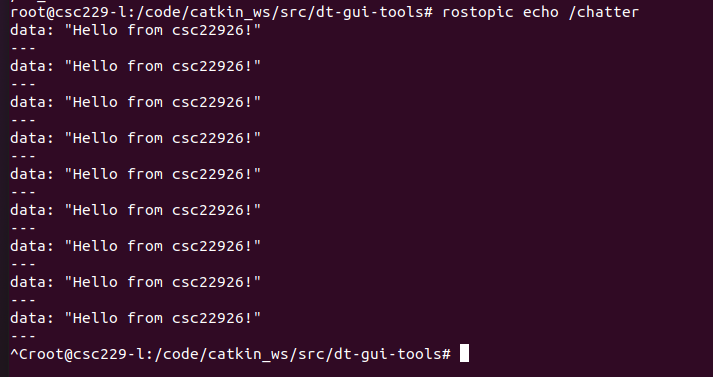 root@csc229-l:/code/catkin_ws/src/dt-gui-tools# rostopic echo /chatter
data: "Hello from csc22926!"
---
data: "Hello from csc22926!"
---
data: "Hello from csc22926!"
---
data: "Hello from csc22926!"
---
data: "Hello from csc22926!"
---
data: "Hello from csc22926!"
---
data: "Hello from csc22926!"
---
data: "Hello from csc22926!"
---
data: "Hello from csc22926!"
---
^Croot@csc229-l:/code/catkin_ws/src/dt-gui-tools#